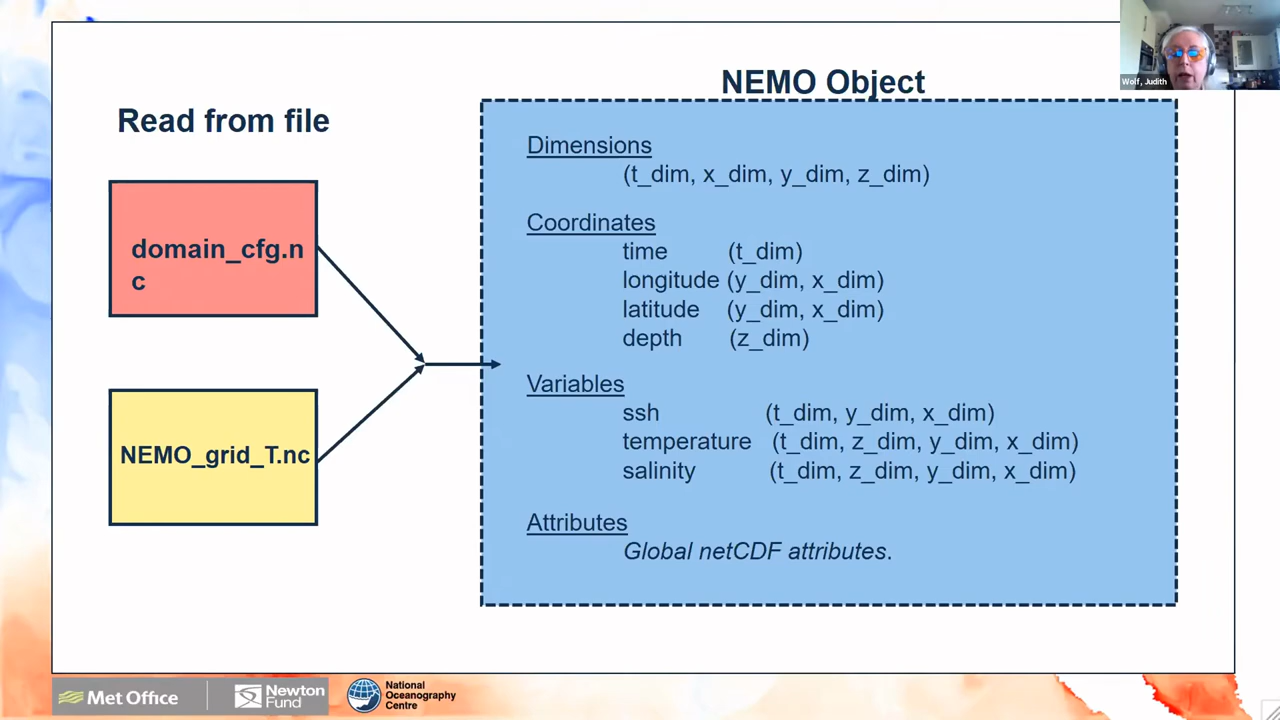 Wolf, Judith
NEMO Object
Read from file
domain_cfg.n
c
NEMO_grid_T.nc
Dimensions
(t_dim, x_dim, y_dim, z_dim)
Coordinates
time (t_dim)
longitude (y_dim, x_dim)
latitude (y_dim, x_dim)
depth (z_dim)
Variables
ssh (t_dim, y_dim, x_dim)
temperature (t_dim, z_dim, y_dim, x_dim)
salinity (t_dim, z_dim, y_dim, x_dim)
Attributes
Global netCDF attributes.
Met Office
Newton
Fund
National
Oceanography
Centre